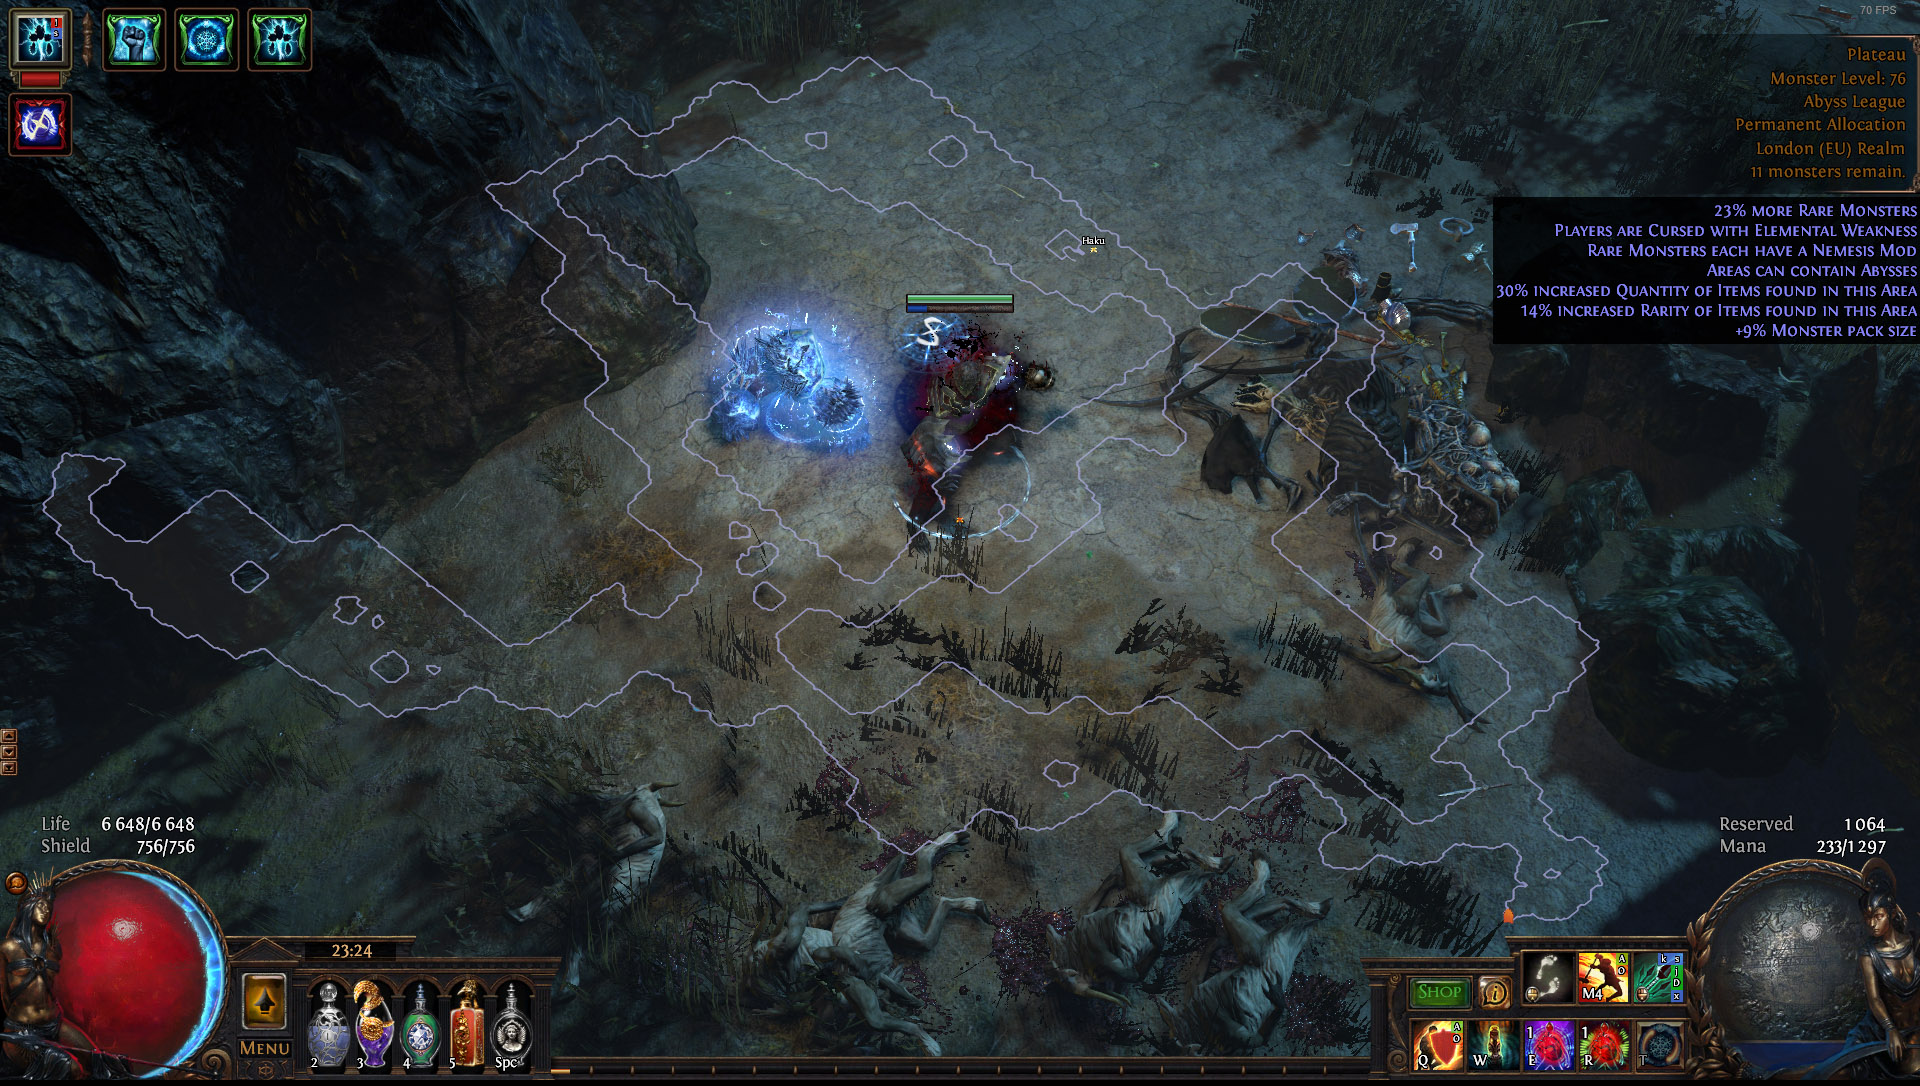 70 FPS
Plateau
Monster Level: 76
Abyss League
Permanent Allocation
London (EU) Realm
11 monsters remain.
23% more Rare Monsters
Players are Cursed with Elemental Weakness
Rare Monsters each have a Nemesis Mod
Areas can contain Abysses
30% increased Quantity of Items found in this Area
14% increased Rarity of Items found in this Area
+9% Monster pack size
Haku
Life 6 648/6 648
Shield 756/756
Reserved 1 064
Mana 233/1 297
23:24
Menu
2 3 4 5 Spc
Shop
M4
Q W E R T